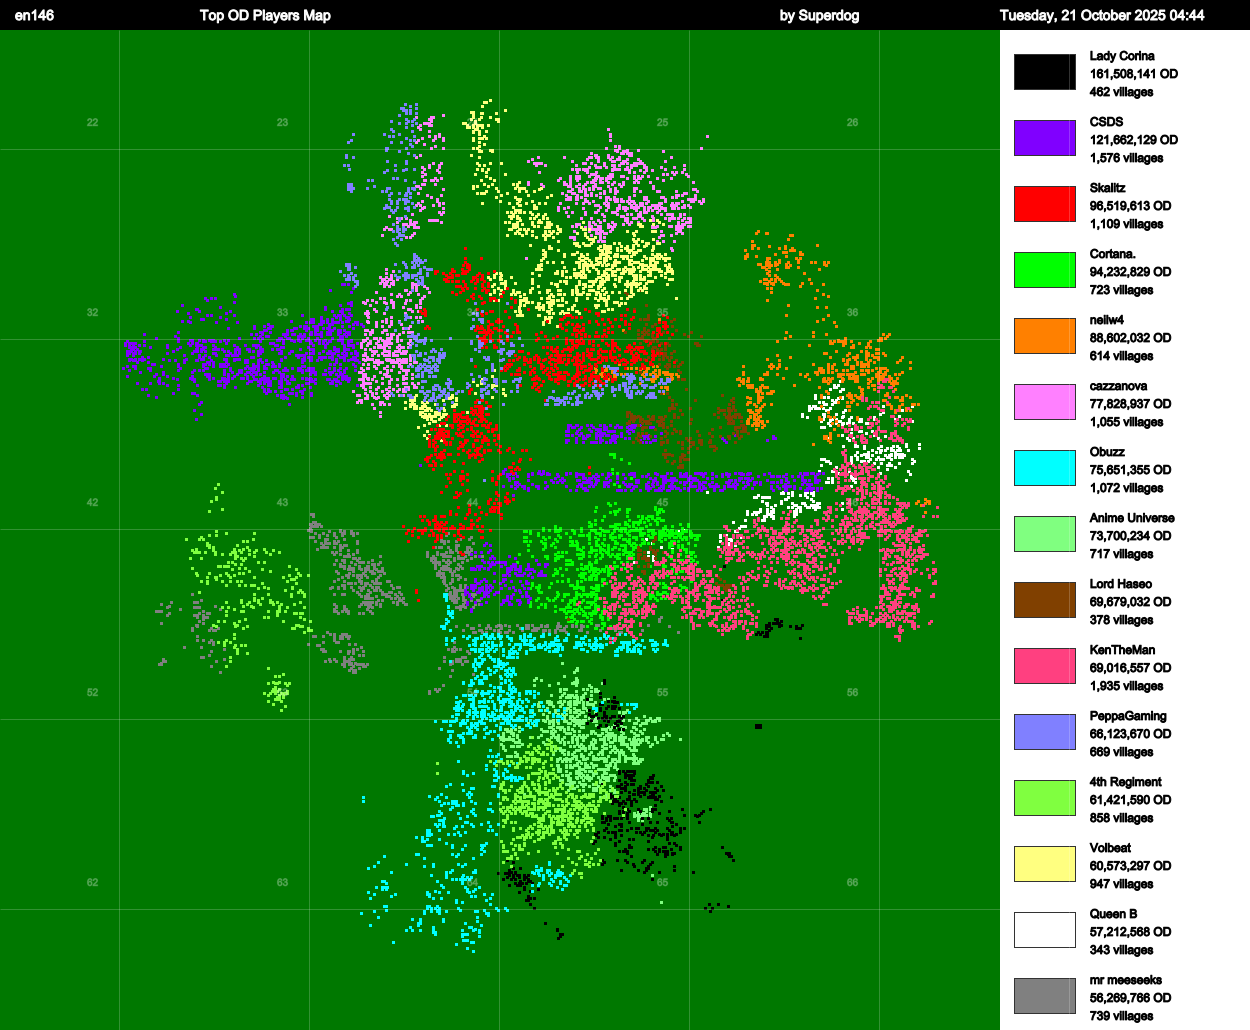 en146 Top OD Players Map by Superdog Tuesday, 21 October 2025 04:44
Lady Corina
161,508,141 OD
462 villages
CSDS
121,662,129 OD
1,576 villages
Skalitz
96,519,613 OD
1,109 villages
Cortana.
94,232,829 OD
723 villages
nellw4
88,602,032 OD
614 villages
cazzanova
77,828,937 OD
1,055 villages
Obuzz
75,651,355 OD
1,072 villages
Anime Universe
73,700,234 OD
717 villages
Lord Haseo
69,679,032 OD
378 villages
KenTheMan
69,016,557 OD
1,935 villages
PeppaGaming
66,123,670 OD
669 villages
4th Regiment
61,421,590 OD
858 villages
Volbeat
60,573,297 OD
947 villages
Queen B
57,212,568 OD
343 villages
mr meeseeks
56,269,766 OD
739 villages
22 23 25 26
32 33 35 36
42 43 44 45
52 55 56
62 63 64 65 66